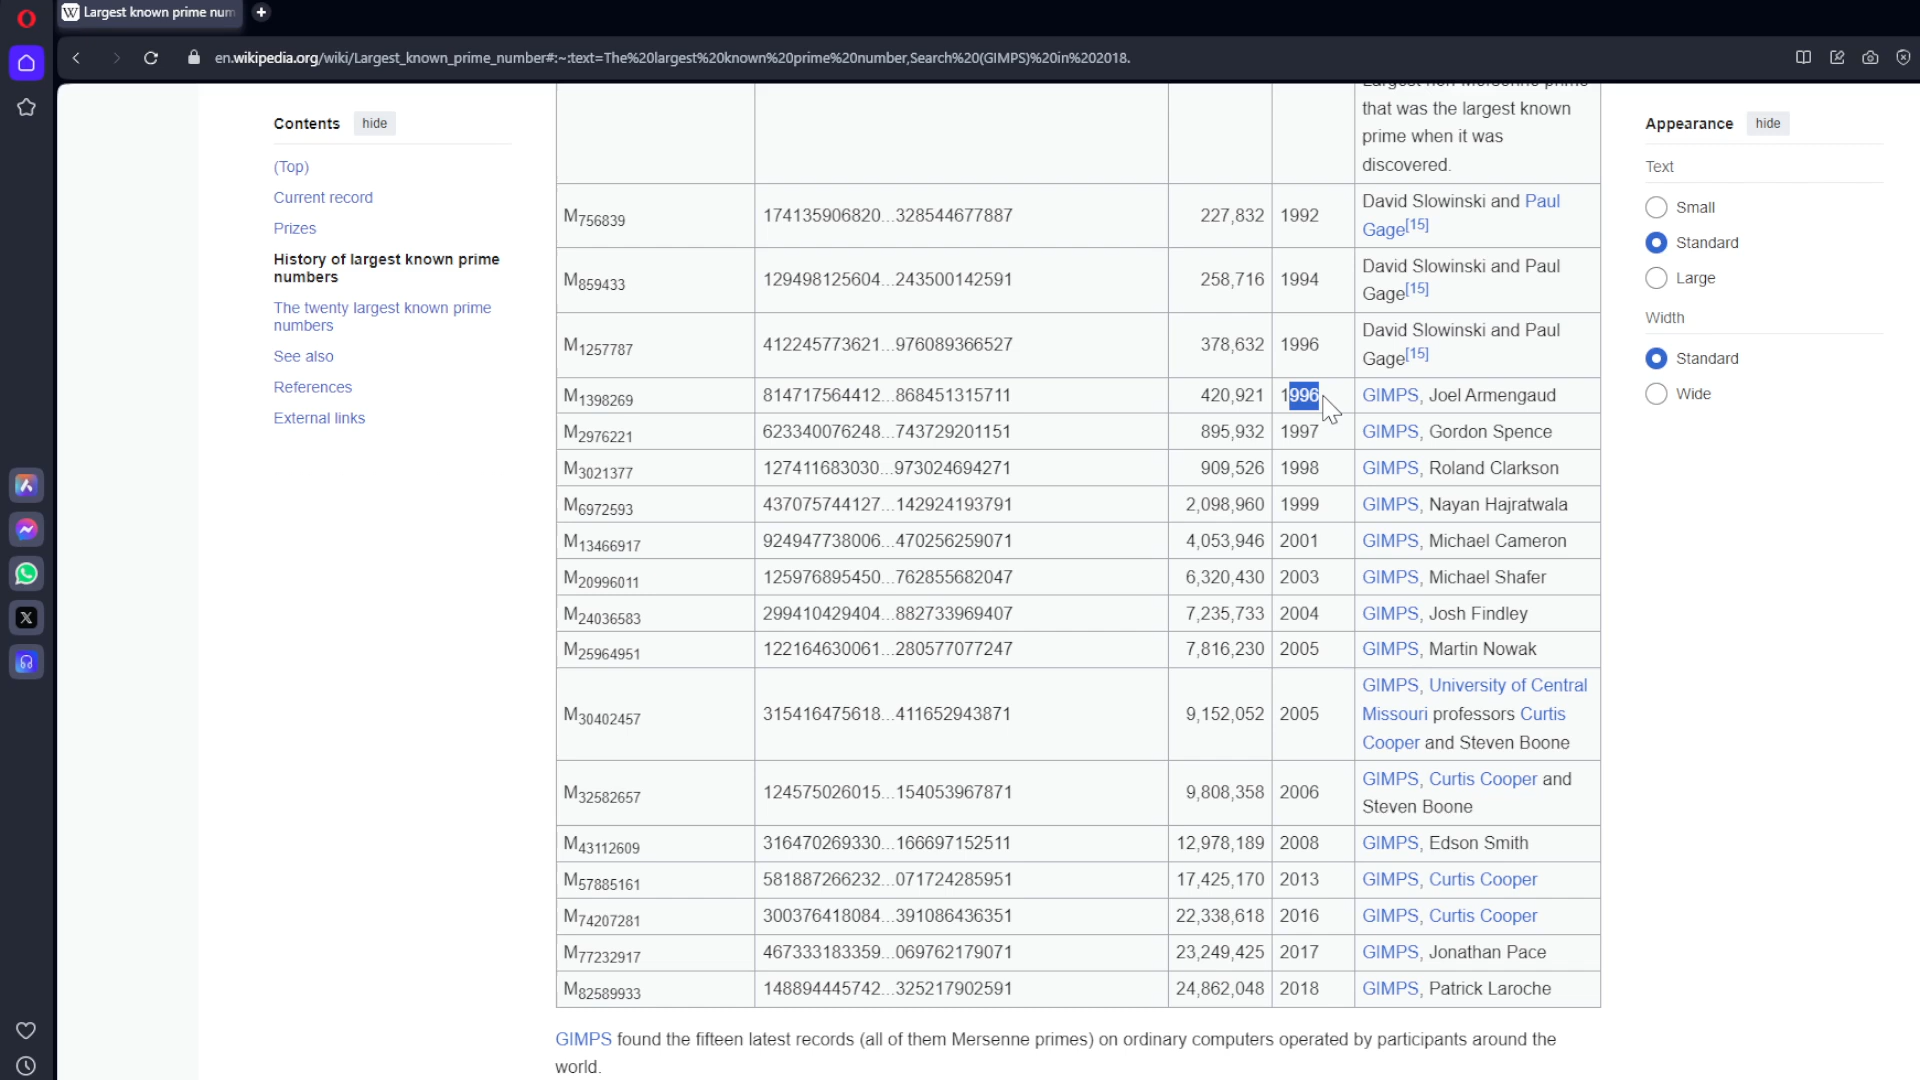 Largest known prime num
en.wikipedia.org/wiki/Largest_known_prime_number#:~:text=The%20largest%20known%20prime%20number,Search%20(GIMPS)%20in%202018.
Contents hide
(Top)
Current record
Prizes
History of largest known prime
numbers
The twenty largest known prime
numbers
See also
References
External links
Largest non-Mersenne prime
that was the largest known
prime when it was
discovered.
M756839 174135906820...328544677887 227,832 1992 David Slowinski and Paul
Gage[15]
M859433 129498125604...243500142591 258,716 1994 David Slowinski and Paul
Gage[15]
M1257787 412245773621...976089366527 378,632 1996 David Slowinski and Paul
Gage[15]
M1398269 814717564412...868451315711 420,921 1996 GIMPS, Joel Armengaud
M2976221 623340076248...743729201151 895,932 1997 GIMPS, Gordon Spence
M3021377 127411683030...973024694271 909,526 1998 GIMPS, Roland Clarkson
M6972593 437075744127...142924193791 2,098,960 1999 GIMPS, Nayan Hajratwala
M13466917 924947738006...470256259071 4,053,946 2001 GIMPS, Michael Cameron
M20996011 125976895450...762855682047 6,320,430 2003 GIMPS, Michael Shafer
M24036583 299410429404...882733969407 7,235,733 2004 GIMPS, Josh Findley
M25964951 122164630061...280577077247 7,816,230 2005 GIMPS, Martin Nowak
M30402457 315416475618...411652943871 9,152,052 2005 GIMPS, University of Central
Missouri professors Curtis
Cooper and Steven Boone
M32582657 124575026015...154053967871 9,808,358 2006 GIMPS, Curtis Cooper and
Steven Boone
M43112609 316470269330...166697152511 12,978,189 2008 GIMPS, Edson Smith
M57885161 581887266232...071724285951 17,425,170 2013 GIMPS, Curtis Cooper
M74207281 300376418084...391086436351 22,338,618 2016 GIMPS, Curtis Cooper
M77232917 467333183359...069762179071 23,249,425 2017 GIMPS, Jonathan Pace
M82589933 148894445742...325217902591 24,862,048 2018 GIMPS, Patrick Laroche
GIMPS found the fifteen latest records (all of them Mersenne primes) on ordinary computers operated by participants around the
world.
Appearance hide
Text
Small
Standard
Large
Width
Standard
Wide